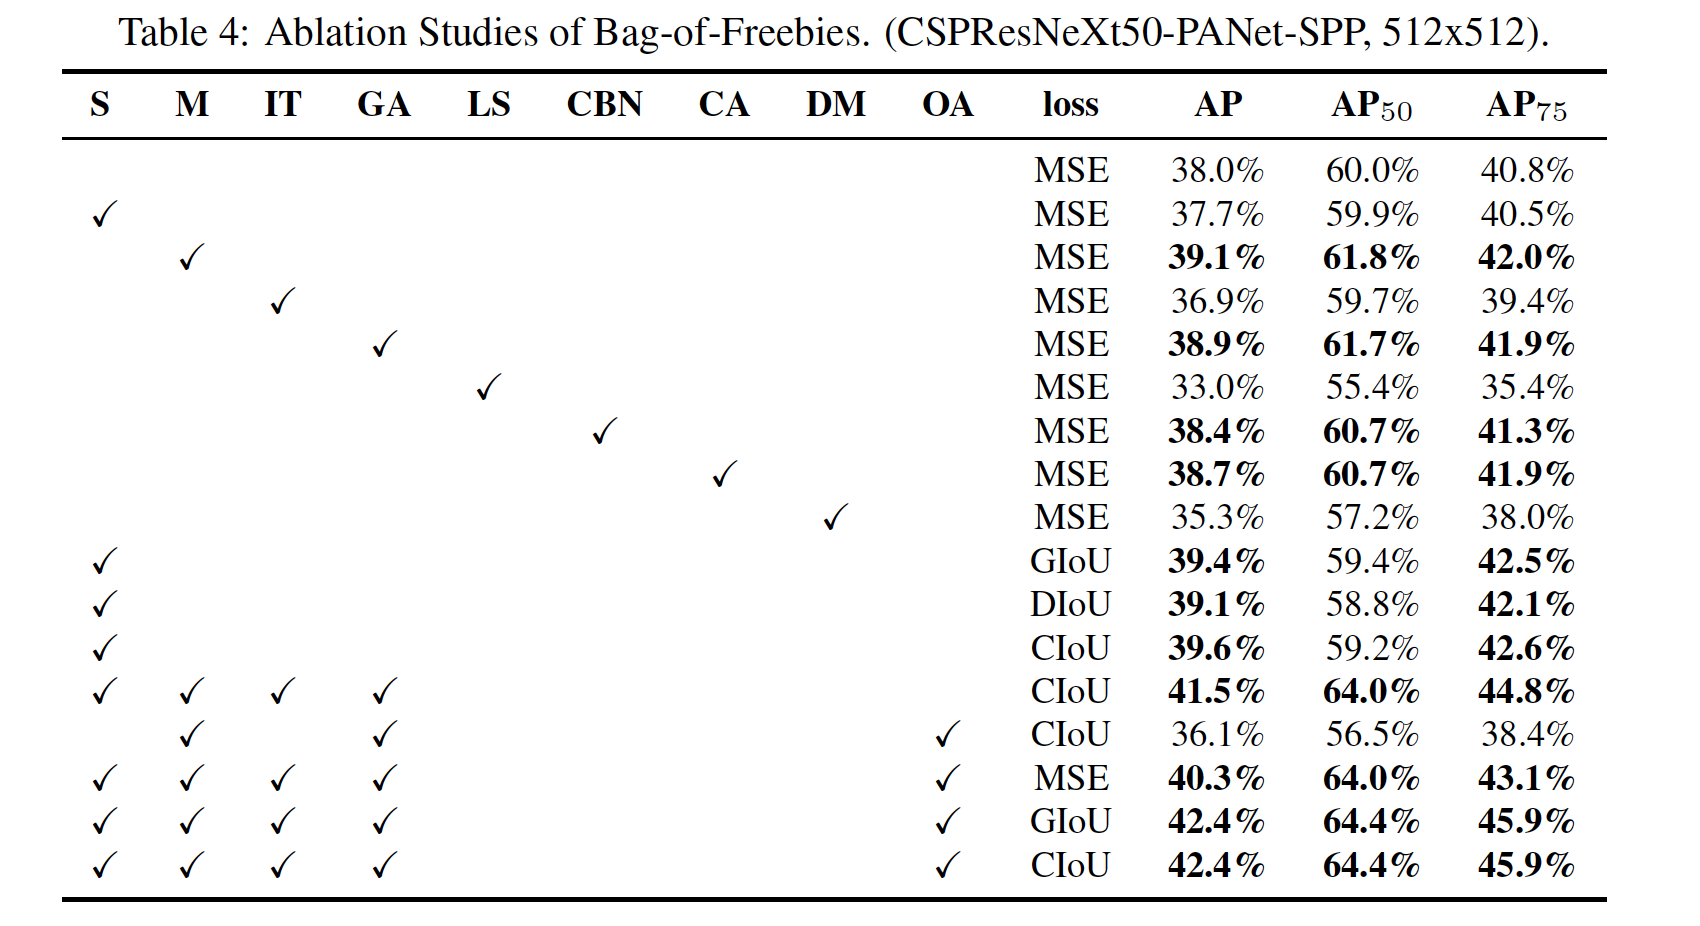 Table 4: Ablation Studies of Bag-of-Freebies. (CSPResNeXt50-PANet-SPP, 512x512).
S M IT GA LS CBN CA DM OA loss AP AP50 AP75
MSE 38.0% 60.0% 40.8%
✓ MSE 37.7% 59.9% 40.5%
✓ MSE 39.1% 61.8% 42.0%
✓ MSE 36.9% 59.7% 39.4%
✓ MSE 38.9% 61.7% 41.9%
✓ MSE 33.0% 55.4% 35.4%
✓ MSE 38.4% 60.7% 41.3%
✓ MSE 38.7% 60.7% 41.9%
✓ MSE 35.3% 57.2% 38.0%
✓ GIoU 39.4% 59.4% 42.5%
✓ DIoU 39.1% 58.8% 42.1%
✓ CIoU 39.6% 59.2% 42.6%
✓ ✓ ✓ ✓ CIoU 41.5% 64.0% 44.8%
✓ ✓ ✓ CIoU 36.1% 56.5% 38.4%
✓ ✓ ✓ ✓ ✓ MSE 40.3% 64.0% 43.1%
✓ ✓ ✓ ✓ ✓ GIoU 42.4% 64.4% 45.9%
✓ ✓ ✓ ✓ ✓ CIoU 42.4% 64.4% 45.9%